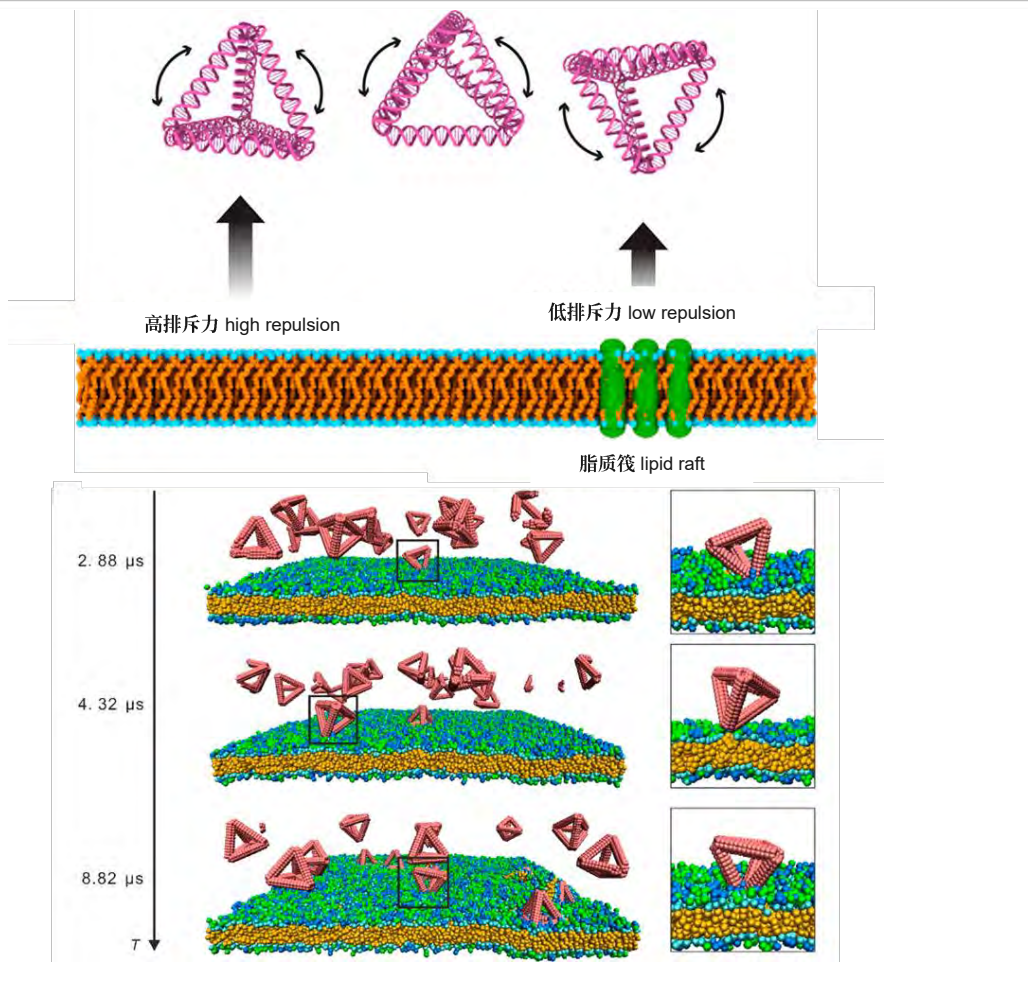 高排斥力 high repulsion
低排斥力 low repulsion
脂质筏 lipid raft
2. 88 μs
4. 32 μs
8.82 μs
T